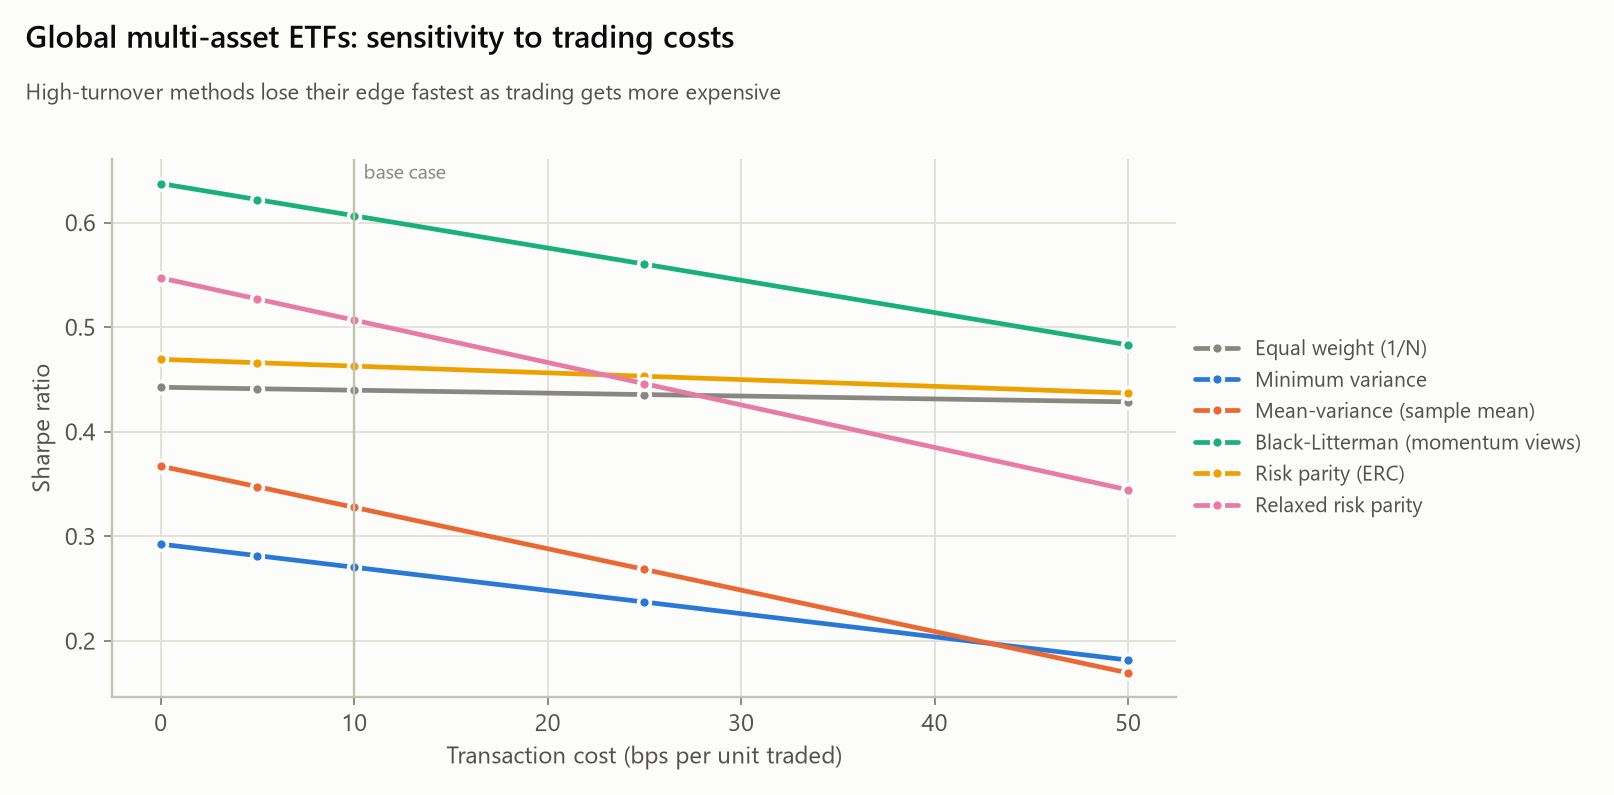 Global multi-asset ETFs: sensitivity to trading costs
High-turnover methods lose their edge fastest as trading gets more expensive
base case
0.6
0.5
0.4
0.3
0.2
Sharpe ratio
0 10 20 30 40 50
Transaction cost (bps per unit traded)
Equal weight (1/N)
Minimum variance
Mean-variance (sample mean)
Black-Litterman (momentum views)
Risk parity (ERC)
Relaxed risk parity